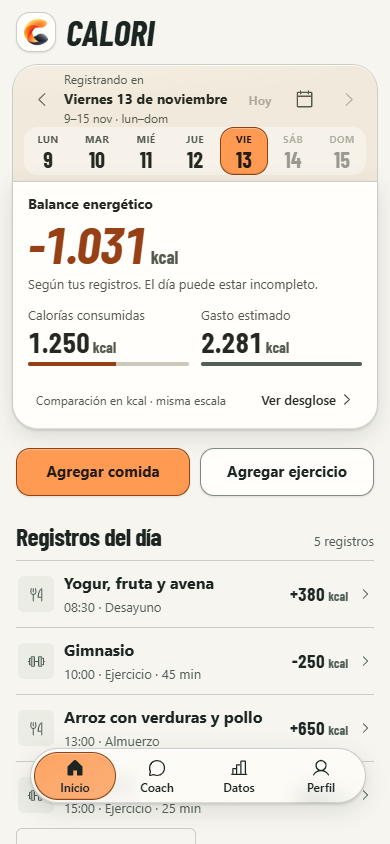 CALORI
Registrando en
Viernes 13 de noviembre
Hoy
9–15 nov · lun–dom
LUN MAR MIÉ JUE VIE SÁB DOM
9 10 11 12 13 14 15
Balance energético
-1.031 kcal
Según tus registros. El día puede estar incompleto.
Calorías consumidas Gasto estimado
1.250 kcal 2.281 kcal
Comparación en kcal · misma escala Ver desglose
Agregar comida Agregar ejercicio
Registros del día 5 registros
Yogur, fruta y avena
+380 kcal
08:30 · Desayuno
Gimnasio
-250 kcal
10:00 · Ejercicio · 45 min
Arroz con verduras y pollo
+650 kcal
13:00 · Almuerzo
Inicio Coach Datos Perfil
15:00 · Ejercicio · 25 min